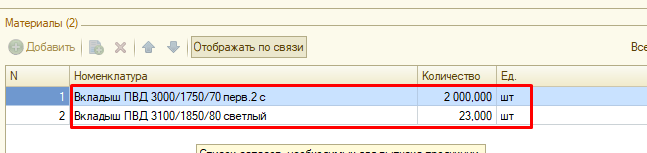 Материалы (2)
Добавить Отображать по связи Все
N Номенклатура Количество Ед.
1 Вкладыш ПВД 3000/1750/70 перв.2 с 2 000,000 шт
2 Вкладыш ПВД 3100/1850/80 светлый 23,000 шт